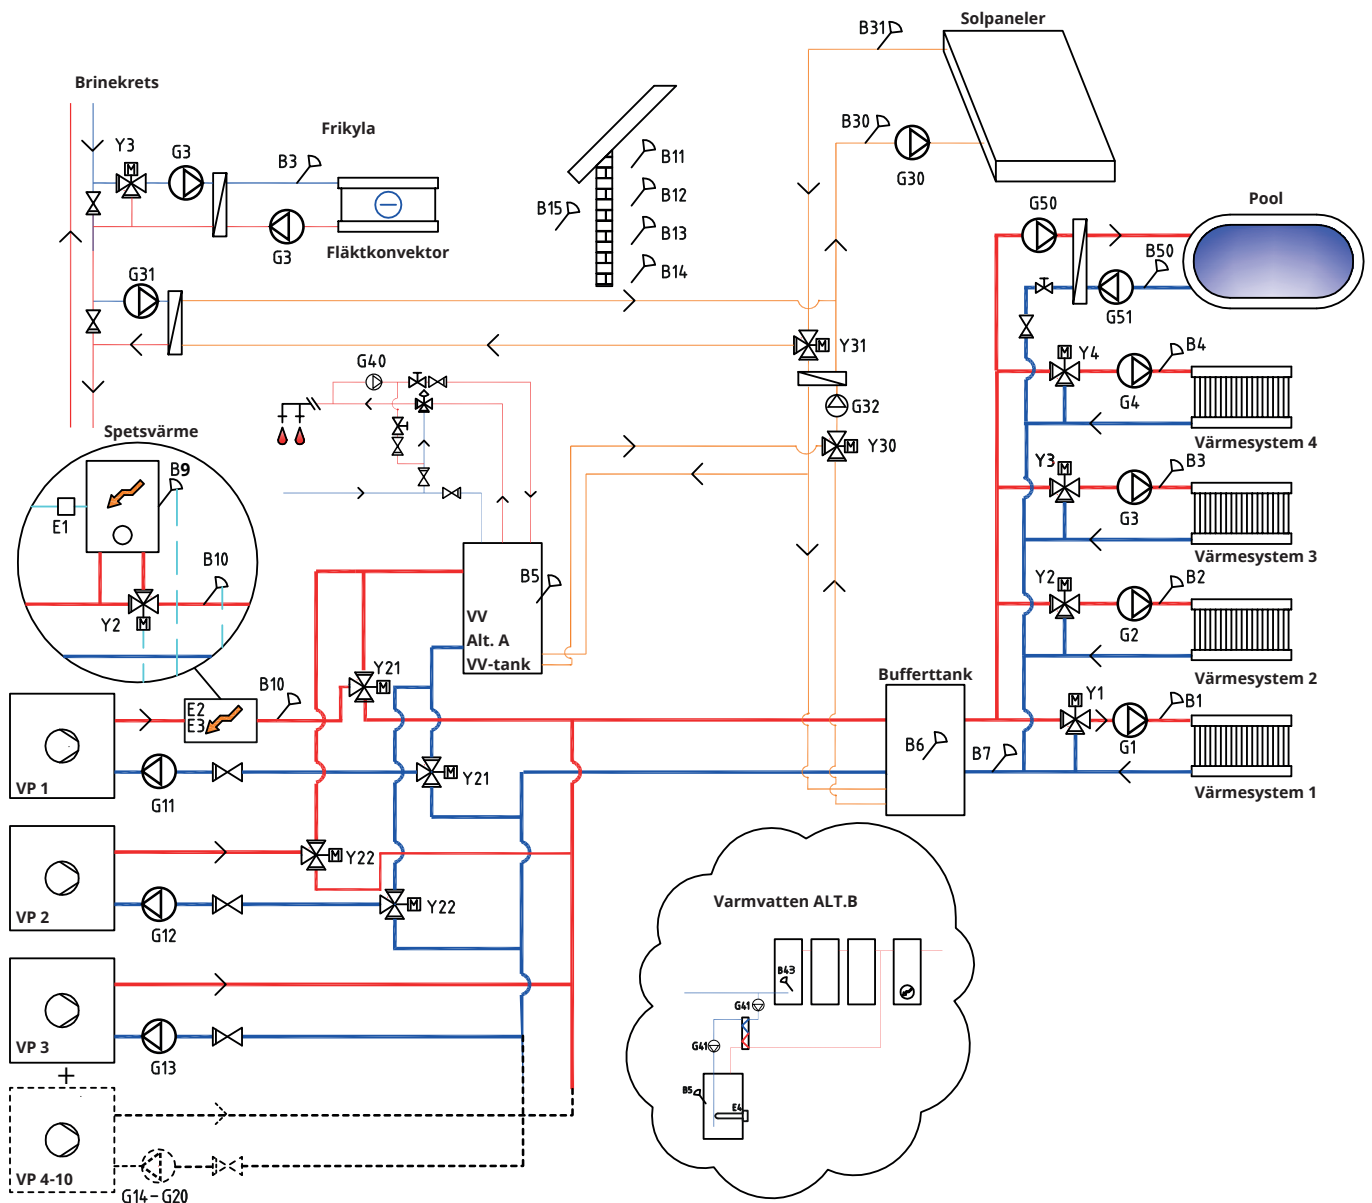 Solpaneler
B31
Brinekrets
Frikyla
B30
G30
Y3
G3
B3
B11
B12
B15
B13
B14
G3
Fläktkonvektor
G50
Pool
B50
G51
G31
Y31
G40
G32
Y30
Y4
B4
G4
Värmesystem 4
Spetsvärme
B9
E1
B10
Y2
Y3
B3
G3
Värmesystem 3
B5
VV
Alt. A
VV-tank
Y2
B2
G2
Värmesystem 2
Y21
B10
E2
E3
Bufferttank
B6
B7
Y1
B1
G1
Värmesystem 1
VP 1
G11
Y21
VP 2
G12
Y22
Y22
VP 3
G13
+
VP 4-10
G14-G20
Varmvatten ALT.B
B43
G41
G41
B5
E4
M
M
M
M
M
M
M
M
M
M
M
M